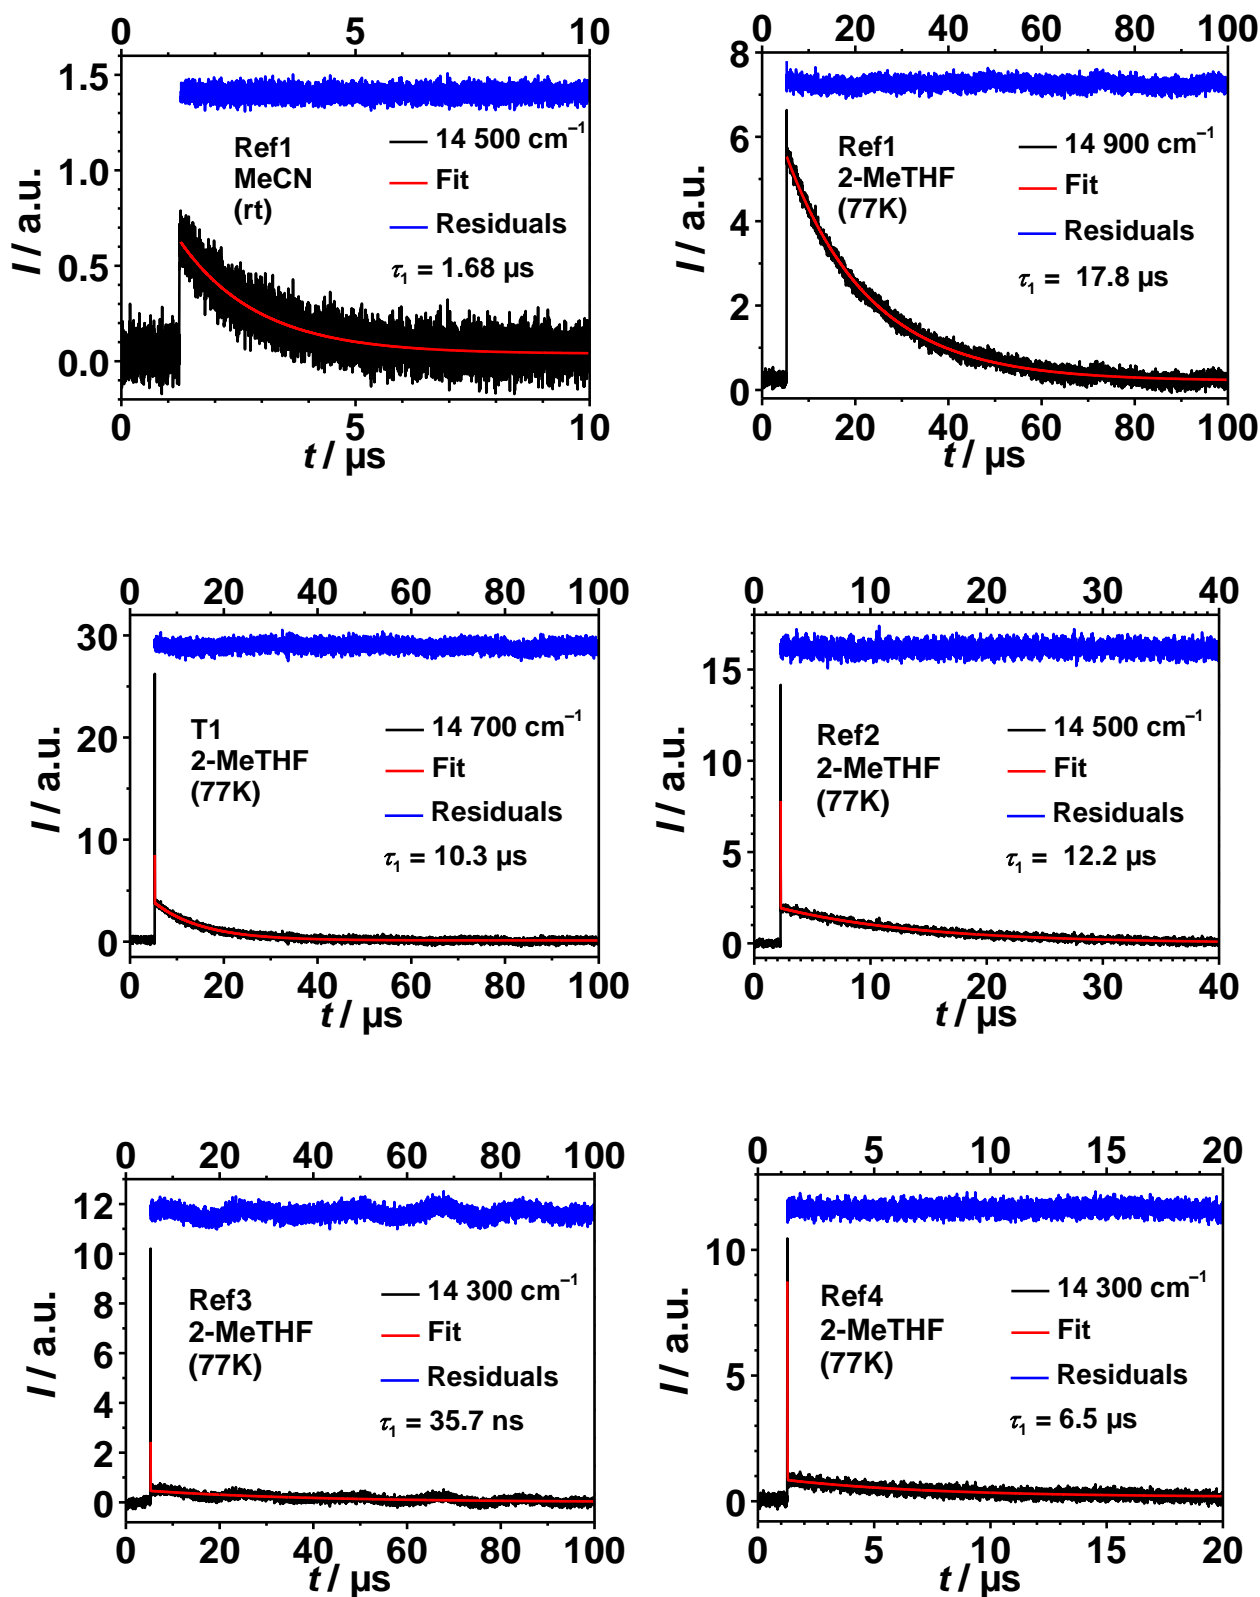 0 5 10
1.5
1.0
0.5
0.0
I / a.u.
Ref1
MeCN
(rt)
14 500 cm⁻¹
Fit
Residuals
τ₁ = 1.68 µs
0 5 10
t / µs
0 20 40 60 80 100
8
6
4
2
0
I / a.u.
Ref1
2-MeTHF
(77K)
14 900 cm⁻¹
Fit
Residuals
τ₁ = 17.8 µs
0 20 40 60 80 100
t / µs
0 20 40 60 80 100
30
20
10
0
I / a.u.
T1
2-MeTHF
(77K)
14 700 cm⁻¹
Fit
Residuals
τ₁ = 10.3 µs
0 20 40 60 80 100
t / µs
0 10 20 30 40
15
10
5
0
I / a.u.
Ref2
2-MeTHF
(77K)
14 500 cm⁻¹
Fit
Residuals
τ₁ = 12.2 µs
0 10 20 30 40
t / µs
0 20 40 60 80 100
12
10
8
6
4
2
0
I / a.u.
Ref3
2-MeTHF
(77K)
14 300 cm⁻¹
Fit
Residuals
τ₁ = 35.7 ns
0 20 40 60 80 100
t / µs
0 5 10 15 20
10
5
0
I / a.u.
Ref4
2-MeTHF
(77K)
14 300 cm⁻¹
Fit
Residuals
τ₁ = 6.5 µs
0 5 10 15 20
t / µs